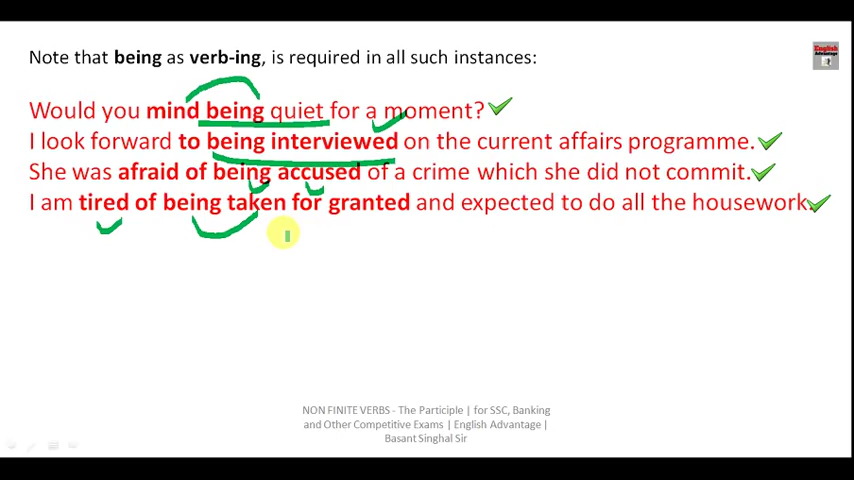 Note that being as verb-ing, is required in all such instances:
English
Advantage
Would you mind being quiet for a moment?
I look forward to being interviewed on the current affairs programme.
She was afraid of being accused of a crime which she did not commit.
I am tired of being taken for granted and expected to do all the housework.
NON FINITE VERBS - The Participle | for SSC, Banking
and Other Competitive Exams | English Advantage |
Basant Singhal Sir